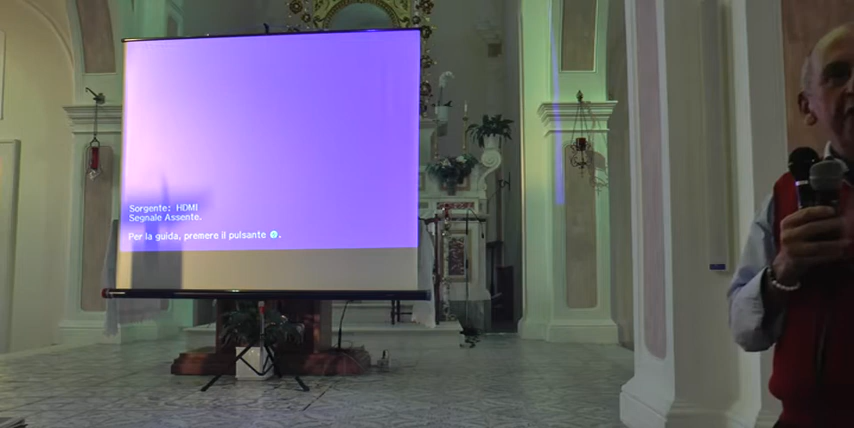 Sorgente: HDMI
Segnale Assente.
Per la guida, premere il pulsante ?.